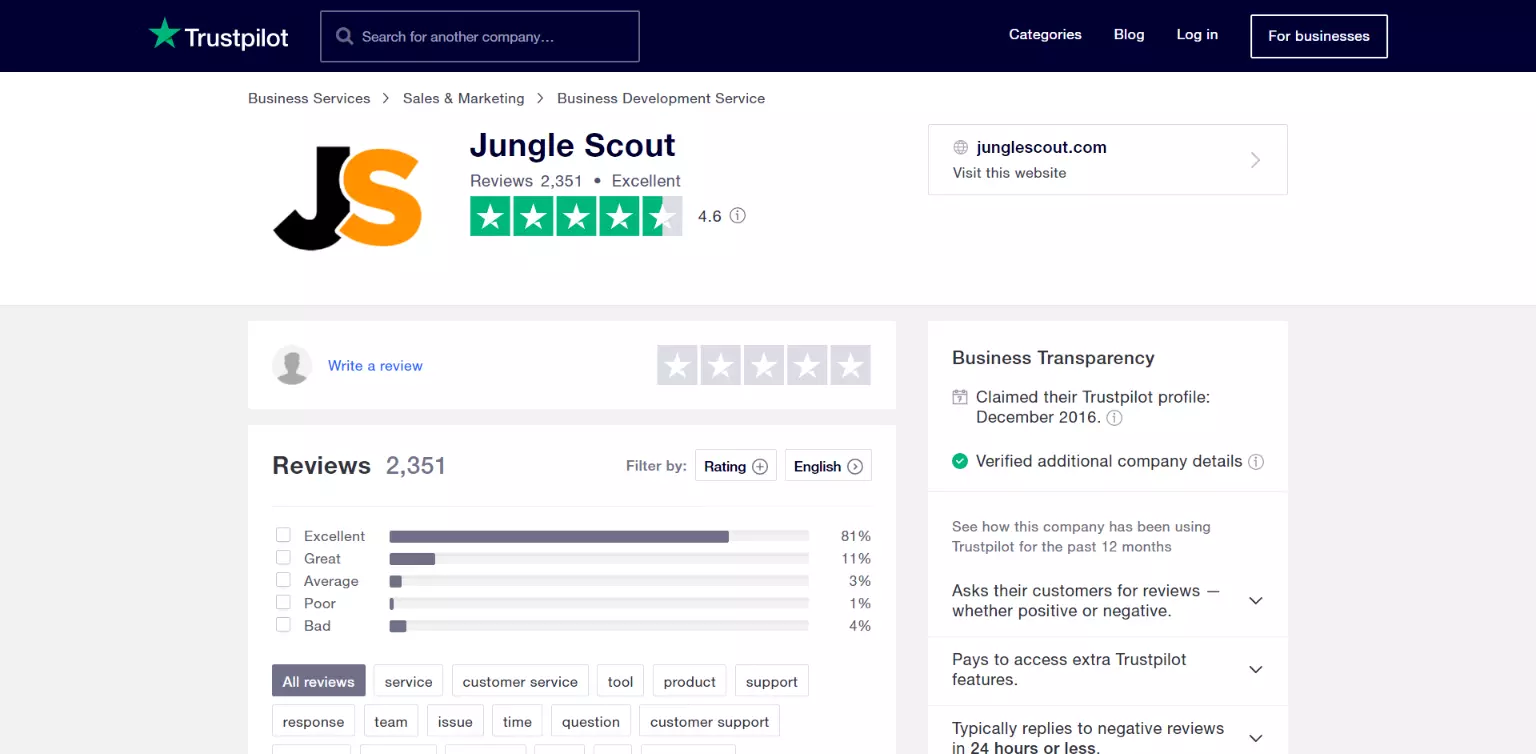 Trustpilot
Search for another company...
Categories
Blog
Log in
For businesses
Business Services > Sales & Marketing > Business Development Service
JS
Jungle Scout
Reviews 2,351 • Excellent
4.6
junglescout.com
Visit this website
Write a review
Reviews 2,351
Filter by:
Rating
English
Excellent 81%
Great 11%
Average 3%
Poor 1%
Bad 4%
All reviews service customer service tool product support
response team issue time question customer support
Business Transparency
Claimed their Trustpilot profile:
December 2016.
Verified additional company details
See how this company has been using
Trustpilot for the past 12 months
Asks their customers for reviews —
whether positive or negative.
Pays to access extra Trustpilot
features.
Typically replies to negative reviews
in 24 hours or less.